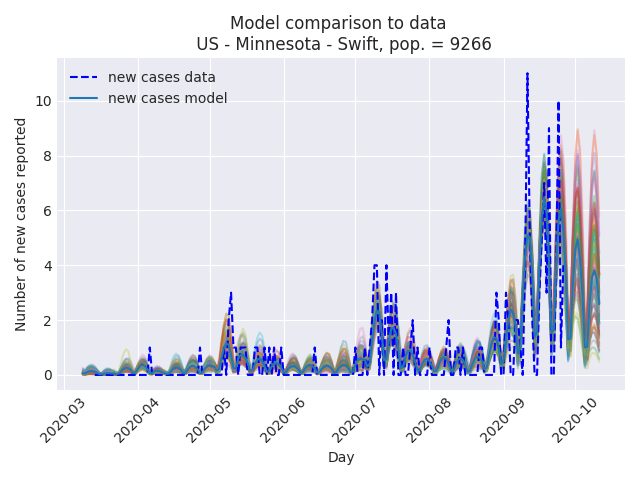 Model comparison to data
US - Minnesota - Swift, pop. = 9266
new cases data
new cases model
Number of new cases reported
10
8
6
4
2
0
2020-03
2020-04
2020-05
2020-06
2020-07
2020-08
2020-09
2020-10
Day